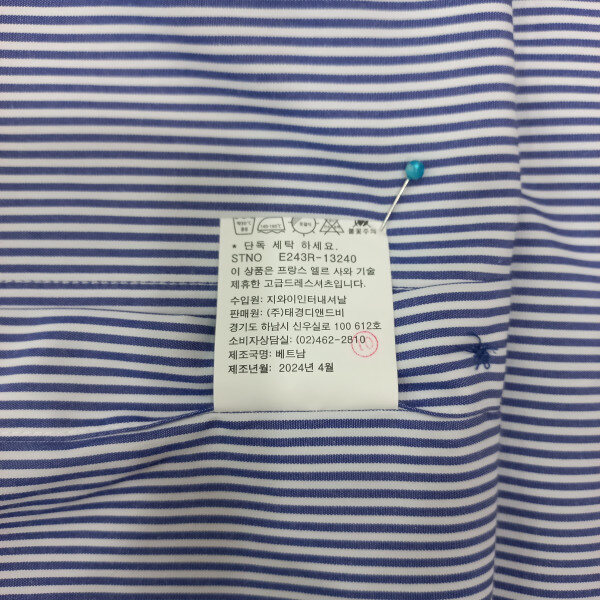 불꽃주의
* 단독 세탁 하세요.
STNO E243R-13240
이 상품은 프랑스 엘르 사와 기술
제휴한 고급드레스셔츠입니다.
수입원: 지와이인터내셔날
판매원: (주)태경디앤드비
경기도 하남시 신우실로 100 612호
소비자상담실: (02)462-2810
10
제조국명: 베트남
제조년월: 2024년 4월